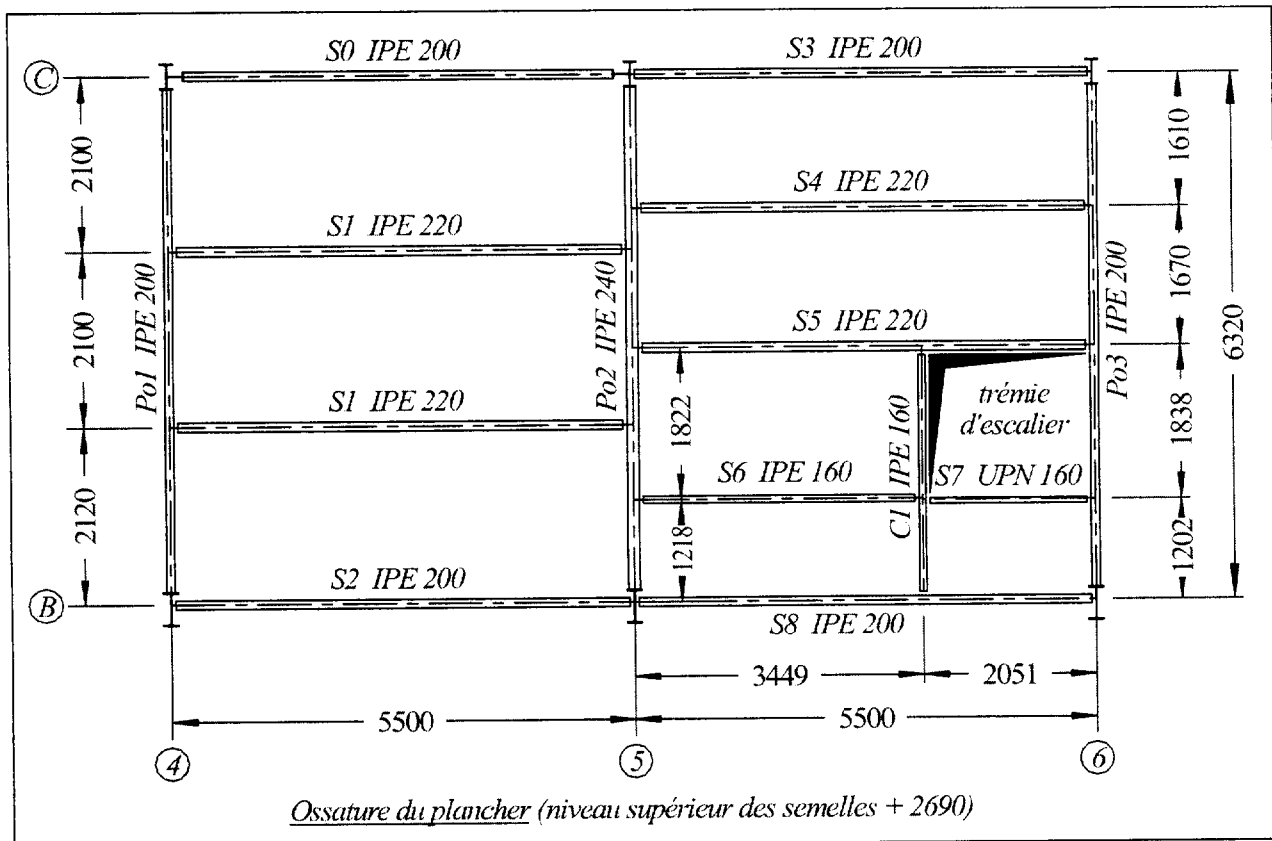 S0 IPE 200
S3 IPE 200
C
2100
1610
S4 IPE 220
S1 IPE 220
Po1 IPE 200
Po2 IPE 240
1670
Po3 IPE 200
6320
2100
S5 IPE 220
S1 IPE 220
1822
C1 IPE 160
trémie
d'escalier
1838
S6 IPE 160
S7 UPN 160
2120
1218
1202
S2 IPE 200
B
S8 IPE 200
3449
2051
5500
5500
4
5
6
Ossature du plancher (niveau supérieur des semelles + 2690)